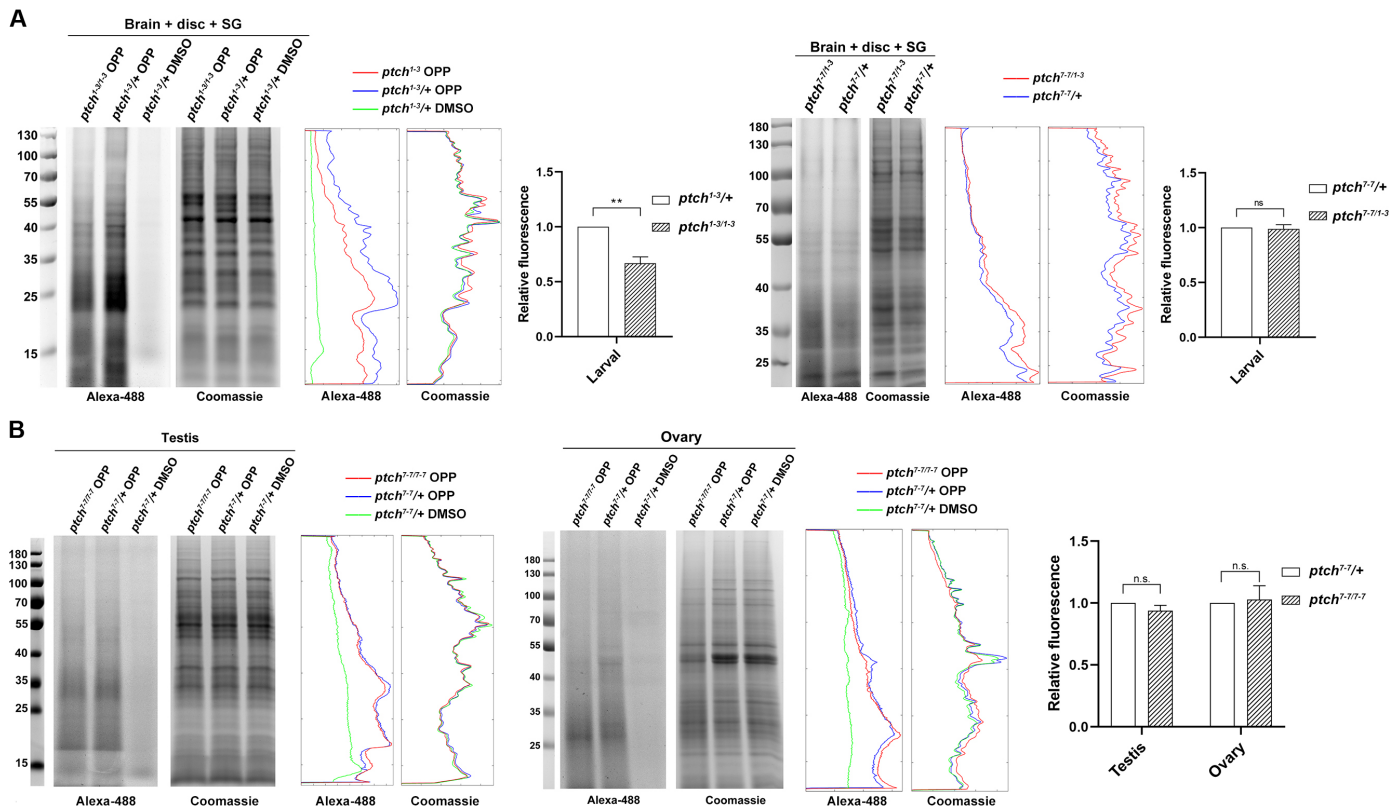 A
Brain + disc + SG
ptch1-3/1-3 OPP
ptch1-3/+ OPP
ptch1-3/+ DMSO
ptch1-3/1-3 OPP
ptch1-3/+ OPP
ptch1-3/+ DMSO
130
100
70
55
40
35
25
15
Alexa-488
Coomassie
ptch1-3 OPP
ptch1-3/+ OPP
ptch1-3/+ DMSO
Alexa-488
Coomassie
Relative fluorescence
1.5
1.0
0.5
0.0
**
Larval
ptch1-3/+
ptch1-3/1-3
Brain + disc + SG
ptch7-7/1-3
ptch7-7/+
ptch7-7/1-3
ptch7-7/+
180
130
100
70
55
40
35
25
Alexa-488
Coomassie
ptch7-7/1-3
ptch7-7/+
Alexa-488
Coomassie
Relative fluorescence
1.5
1.0
0.5
0.0
ns
Larval
ptch7-7/+
ptch7-7/1-3
B
Testis
ptch7-7/7-7 OPP
ptch7-7/+ OPP
ptch7-7/+ DMSO
ptch7-7/7-7 OPP
ptch7-7/+ OPP
ptch7-7/+ DMSO
180
130
100
70
55
40
35
25
15
Alexa-488
Coomassie
ptch7-7/7-7 OPP
ptch7-7/+ OPP
ptch7-7/+ DMSO
Alexa-488
Coomassie
Ovary
ptch7-7/7-7 OPP
ptch7-7/+ OPP
ptch7-7/+ DMSO
ptch7-7/7-7 OPP
ptch7-7/+ OPP
ptch7-7/+ DMSO
180
130
100
70
55
40
35
25
Alexa-488
Coomassie
ptch7-7/7-7 OPP
ptch7-7/+ OPP
ptch7-7/+ DMSO
Alexa-488
Coomassie
Relative fluorescence
1.5
1.0
0.5
0.0
n.s.
n.s.
Testis
Ovary
ptch7-7/+
ptch7-7/7-7